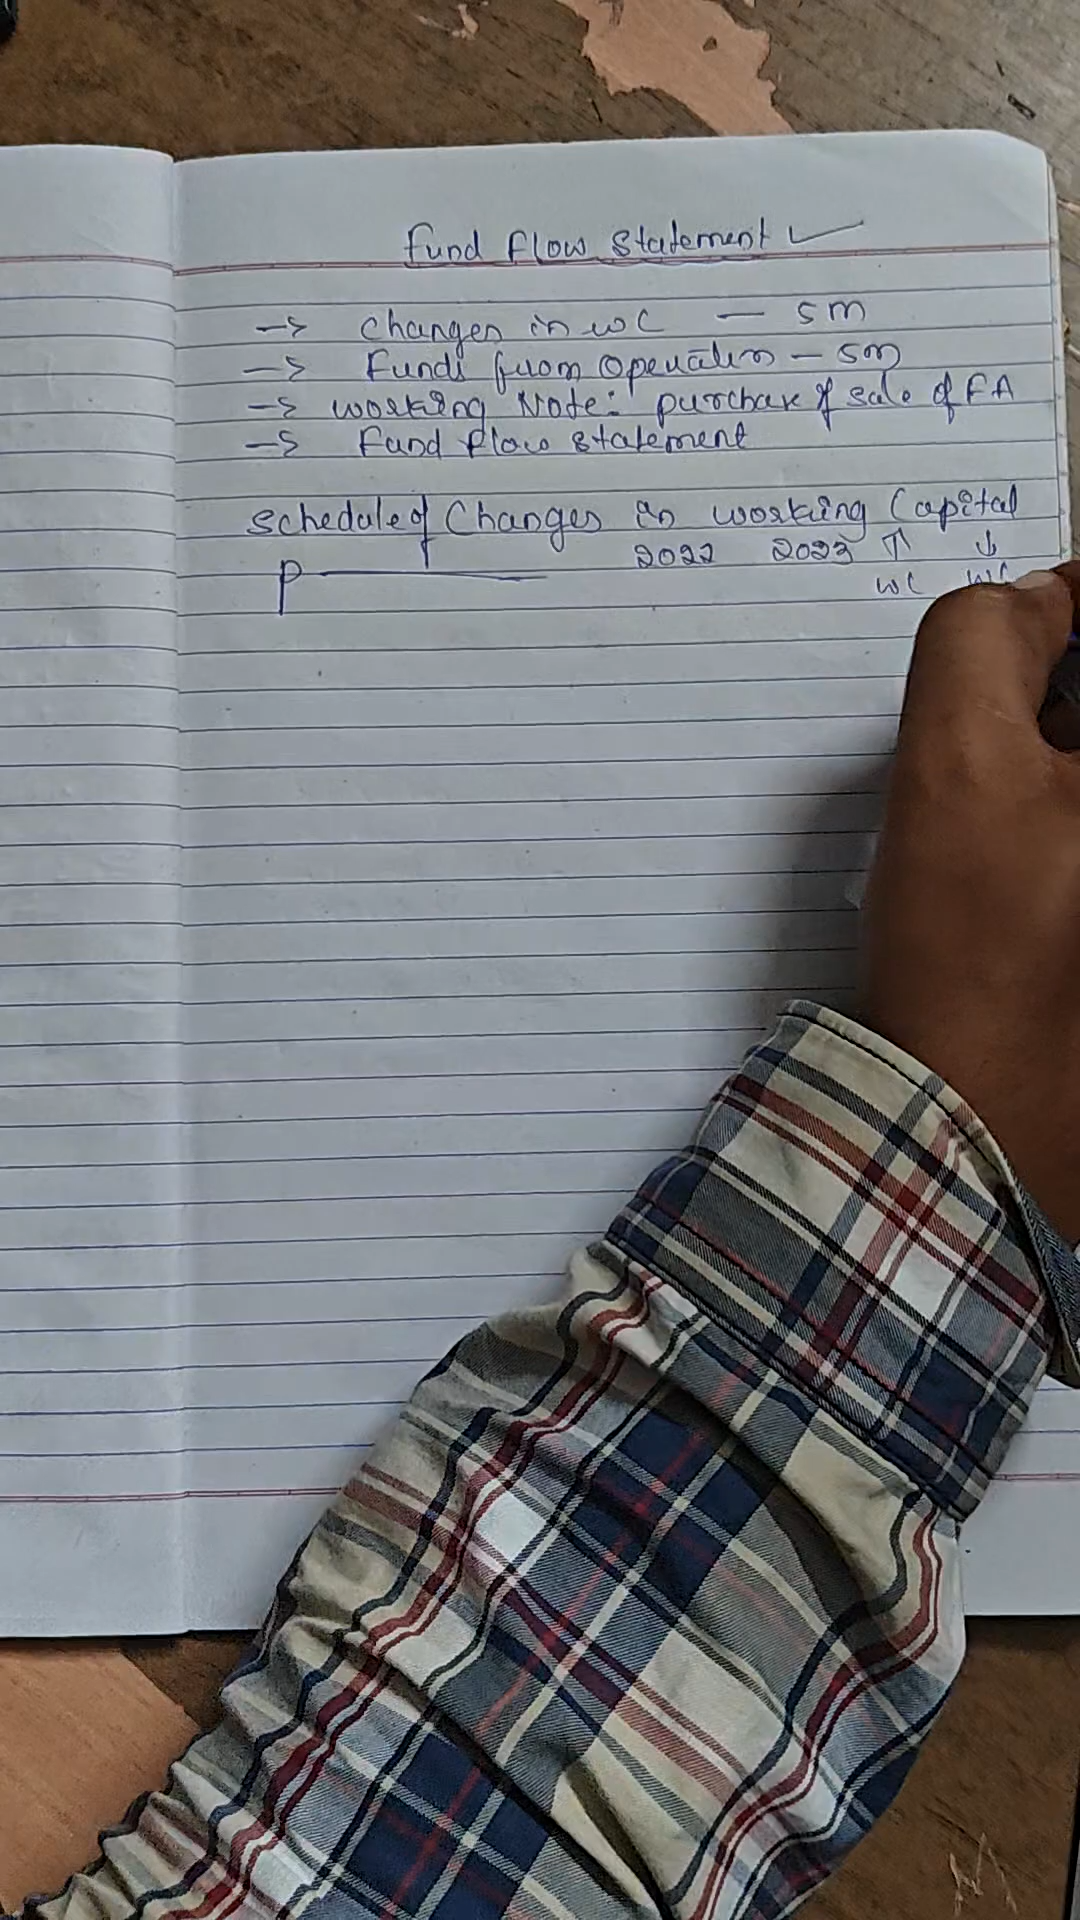 Fund Flow Statement ✓
→ Changes in WC — 5m
→ Funds from Operation — 5m
→ Working Note: purchase & sale of FA
→ Fund Flow Statement
Schedule of Changes in Working Capital
P 2022 2023 ↑ ↓
WC WC